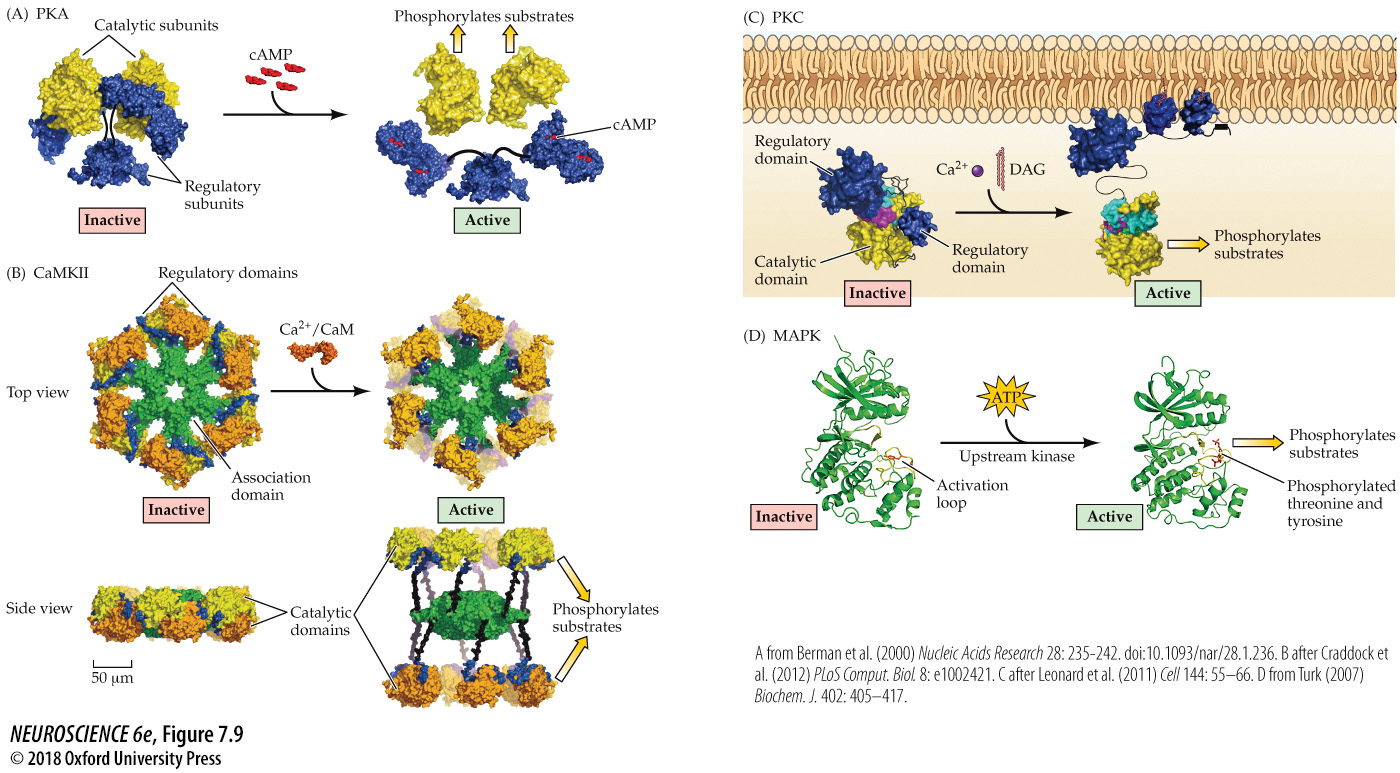 (A) PKA
Catalytic subunits
cAMP
Phosphorylates substrates
cAMP
Regulatory
subunits
Inactive
Active
(B) CaMKII
Regulatory domains
Ca²⁺/CaM
Top view
Association
domain
Inactive
Active
Side view
Catalytic
domains
Phosphorylates
substrates
50 µm
(C) PKC
Regulatory
domain
Ca²⁺
DAG
Catalytic
domain
Regulatory
domain
Phosphorylates
substrates
Inactive
Active
(D) MAPK
ATP
Upstream kinase
Activation
loop
Phosphorylates
substrates
Phosphorylated
threonine and
tyrosine
Inactive
Active
A from Berman et al. (2000) Nucleic Acids Research 28: 235-242. doi:10.1093/nar/28.1.236. B after Craddock et
al. (2012) PLoS Comput. Biol. 8: e1002421. C after Leonard et al. (2011) Cell 144: 55–66. D from Turk (2007)
Biochem. J. 402: 405–417.
NEUROSCIENCE 6e, Figure 7.9
© 2018 Oxford University Press